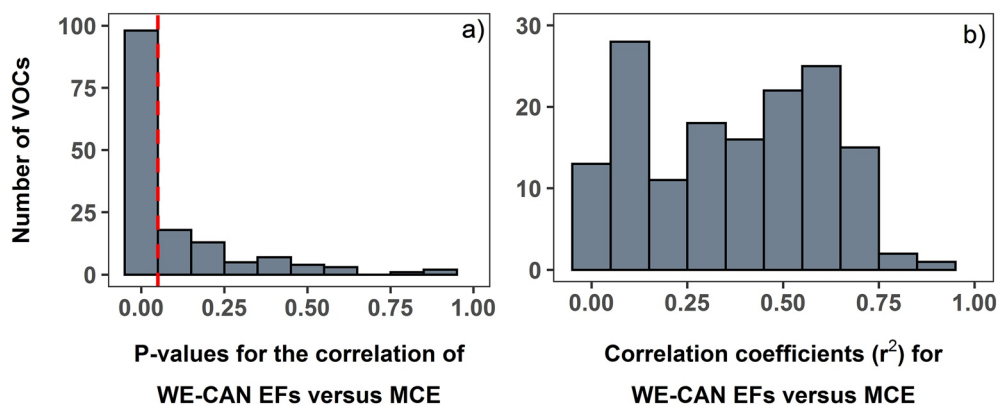 a)
100
75
50
25
0
Number of VOCs
0.00 0.25 0.50 0.75 1.00
P-values for the correlation of
WE-CAN EFs versus MCE
b)
30
20
10
0
0.00 0.25 0.50 0.75 1.00
Correlation coefficients (r²) for
WE-CAN EFs versus MCE